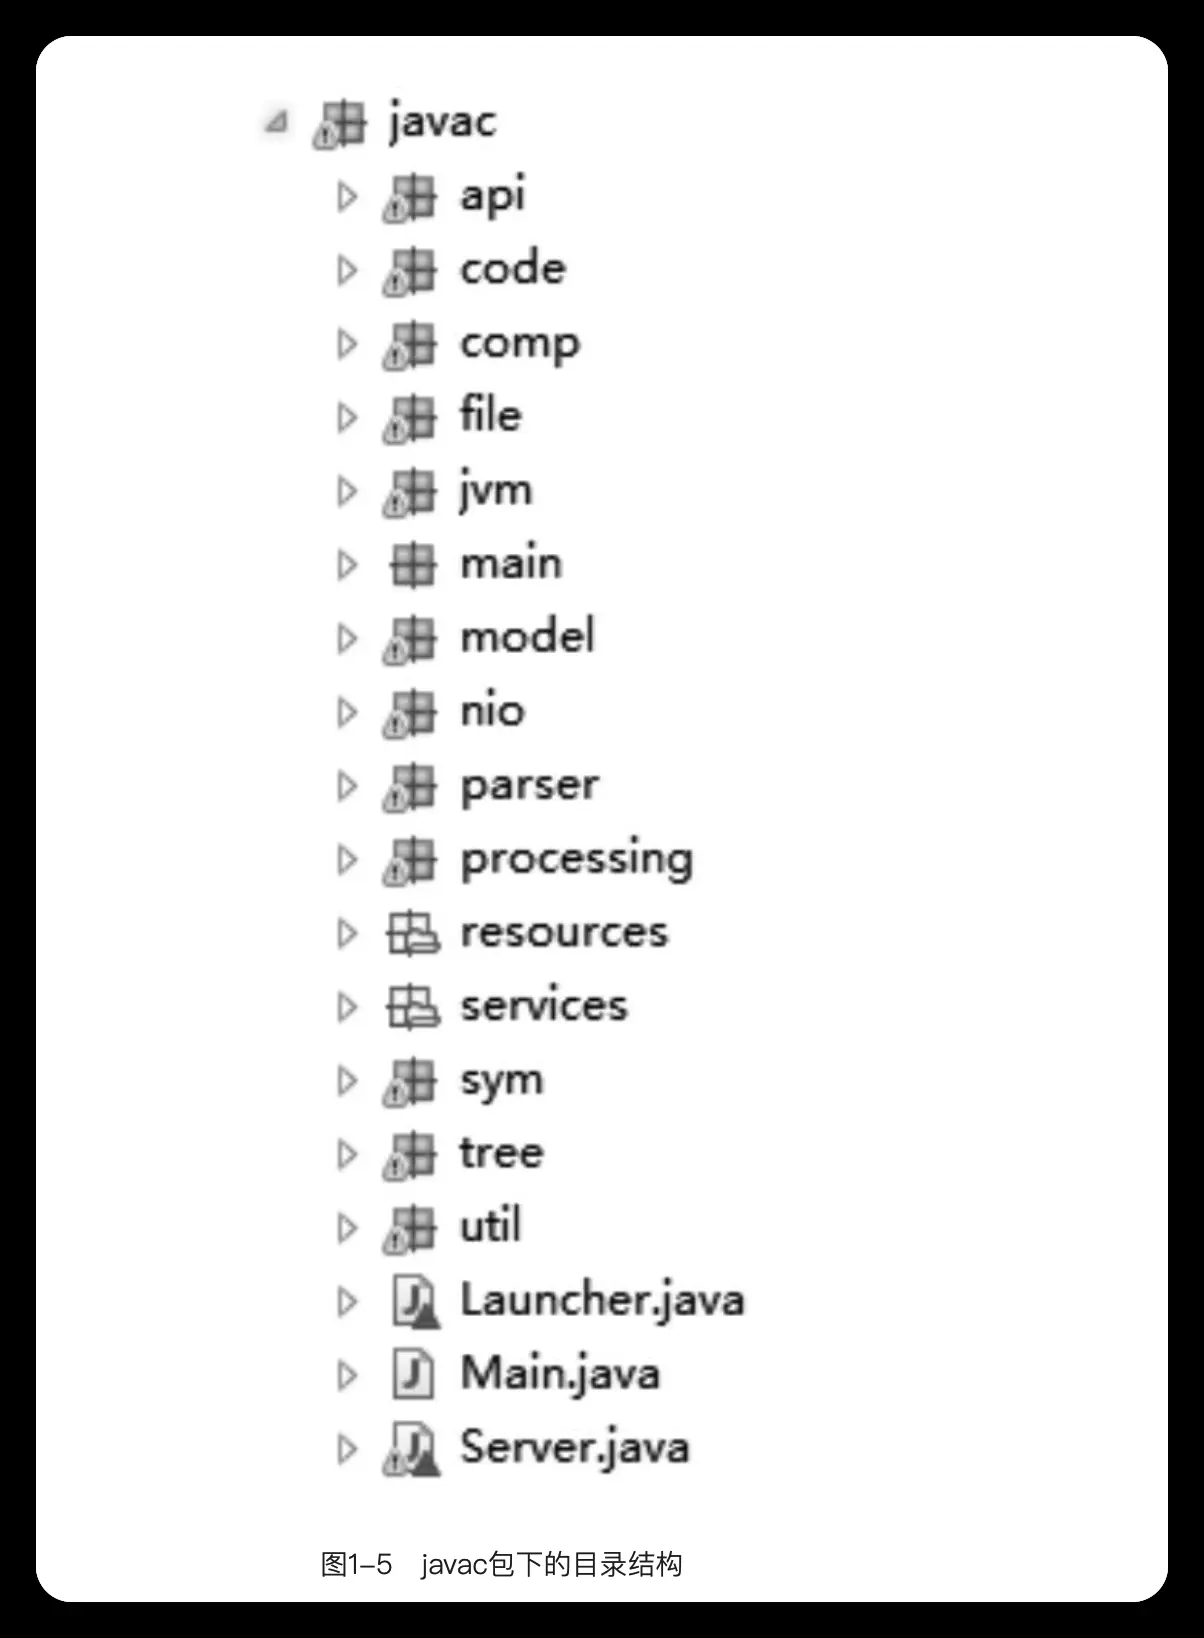 javac
api
code
comp
file
jvm
main
model
nio
parser
processing
resources
services
sym
tree
util
Launcher.java
Main.java
Server.java
图1-5 javac包下的目录结构